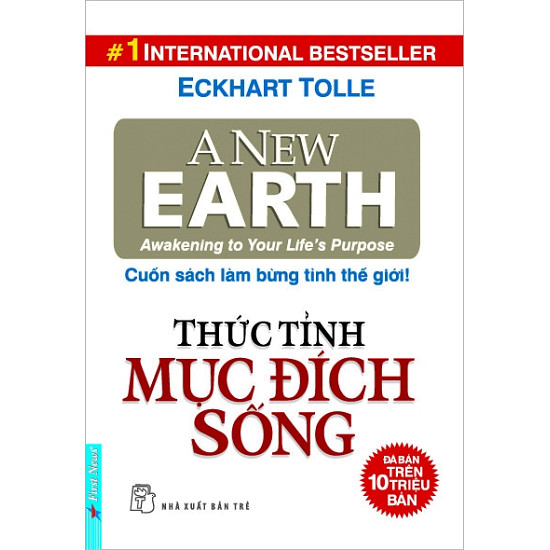 #1 INTERNATIONAL BESTSELLER
ECKHART TOLLE
A NEW
EARTH
Awakening to Your Life's Purpose
Cuốn sách làm bừng tỉnh thế giới!
THỨC TỈNH
MỤC ĐÍCH
SỐNG
ĐÃ BÁN
TRÊN
10 TRIỆU
BẢN
First News
NHÀ XUẤT BẢN TRẺ